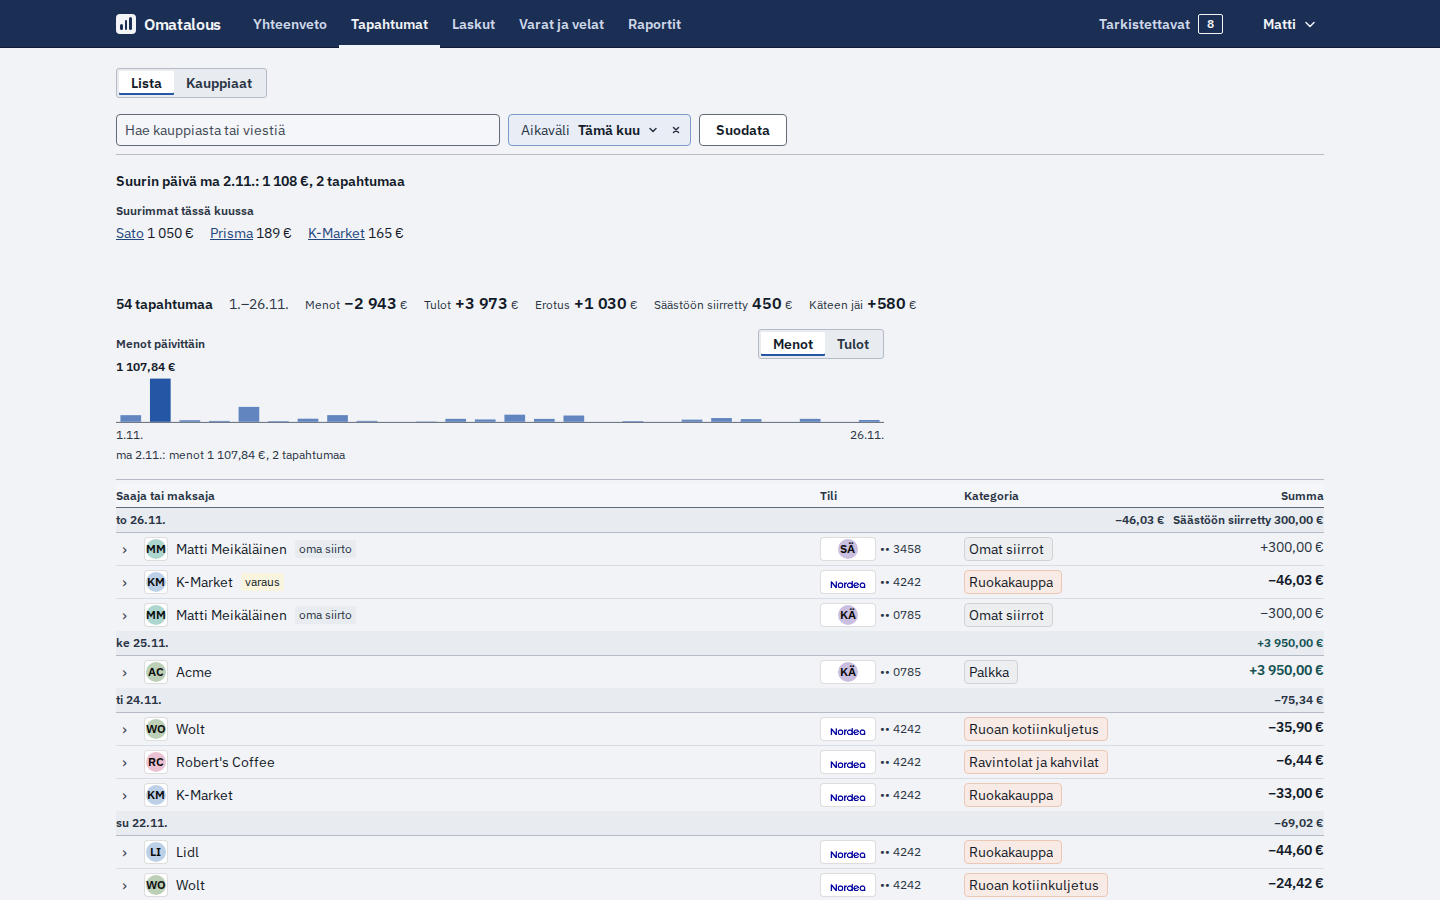 Omatalous Yhteenveto Tapahtumat Laskut Varat ja velat Raportit Tarkistettavat 8 Matti
Lista Kauppiaat
Hae kauppiasta tai viestiä Aikaväli Tämä kuu × Suodata
Suurin päivä ma 2.11.: 1 108 €, 2 tapahtumaa
Suurimmat tässä kuussa
Sato 1 050 € Prisma 189 € K-Market 165 €
54 tapahtumaa 1.–26.11. Menot −2 943 € Tulot +3 973 € Erotus +1 030 € Säästöön siirretty 450 € Käteen jäi +580 €
Menot päivittäin Menot Tulot
1 107,84 €
1.11. 26.11.
ma 2.11.: menot 1 107,84 €, 2 tapahtumaa
Saaja tai maksaja Tili Kategoria Summa
to 26.11. −46,03 € Säästöön siirretty 300,00 €
MM Matti Meikäläinen oma siirto SÄ •• 3458 Omat siirrot +300,00 €
KM K-Market varaus Nordea •• 4242 Ruokakauppa −46,03 €
MM Matti Meikäläinen oma siirto KÄ •• 0785 Omat siirrot −300,00 €
ke 25.11. +3 950,00 €
AC Acme KÄ •• 0785 Palkka +3 950,00 €
ti 24.11. −75,34 €
WO Wolt Nordea •• 4242 Ruoan kotiinkuljetus −35,90 €
RC Robert's Coffee Nordea •• 4242 Ravintolat ja kahvilat −6,44 €
KM K-Market Nordea •• 4242 Ruokakauppa −33,00 €
su 22.11. −69,02 €
LI Lidl Nordea •• 4242 Ruokakauppa −44,60 €
WO Wolt Nordea •• 4242 Ruoan kotiinkuljetus −24,42 €